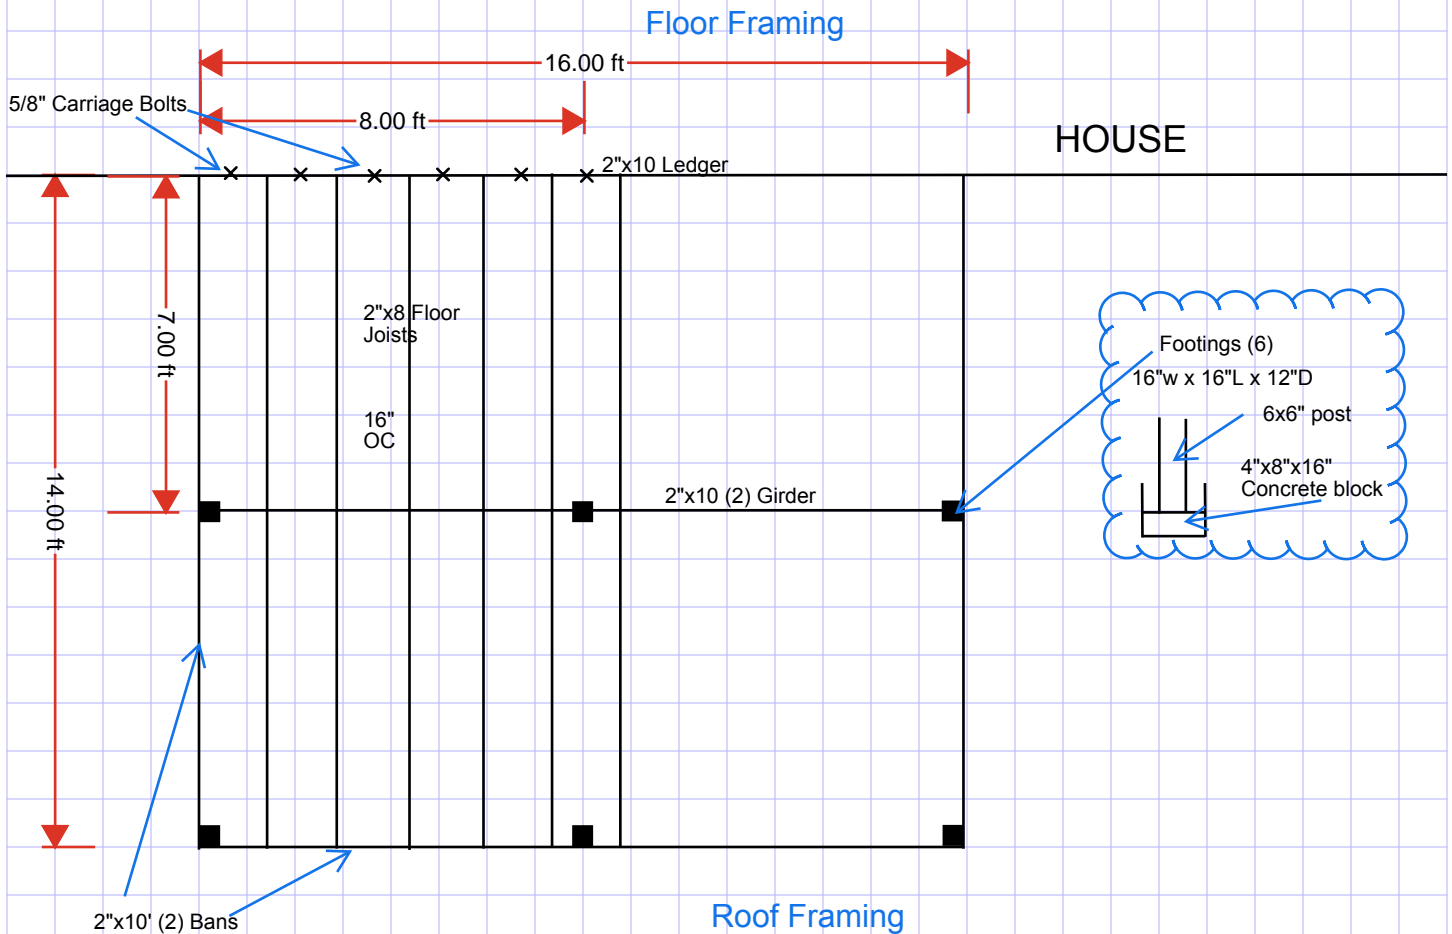 Floor Framing
16.00 ft
5/8" Carriage Bolts
8.00 ft
HOUSE
2"x10 Ledger
7.00 ft
2"x8 Floor
Joists
16"
OC
Footings (6)
16"w x 16"L x 12"D
6x6" post
4"x8"x16"
Concrete block
14.00 ft
2"x10 (2) Girder
2"x10' (2) Bans
Roof Framing